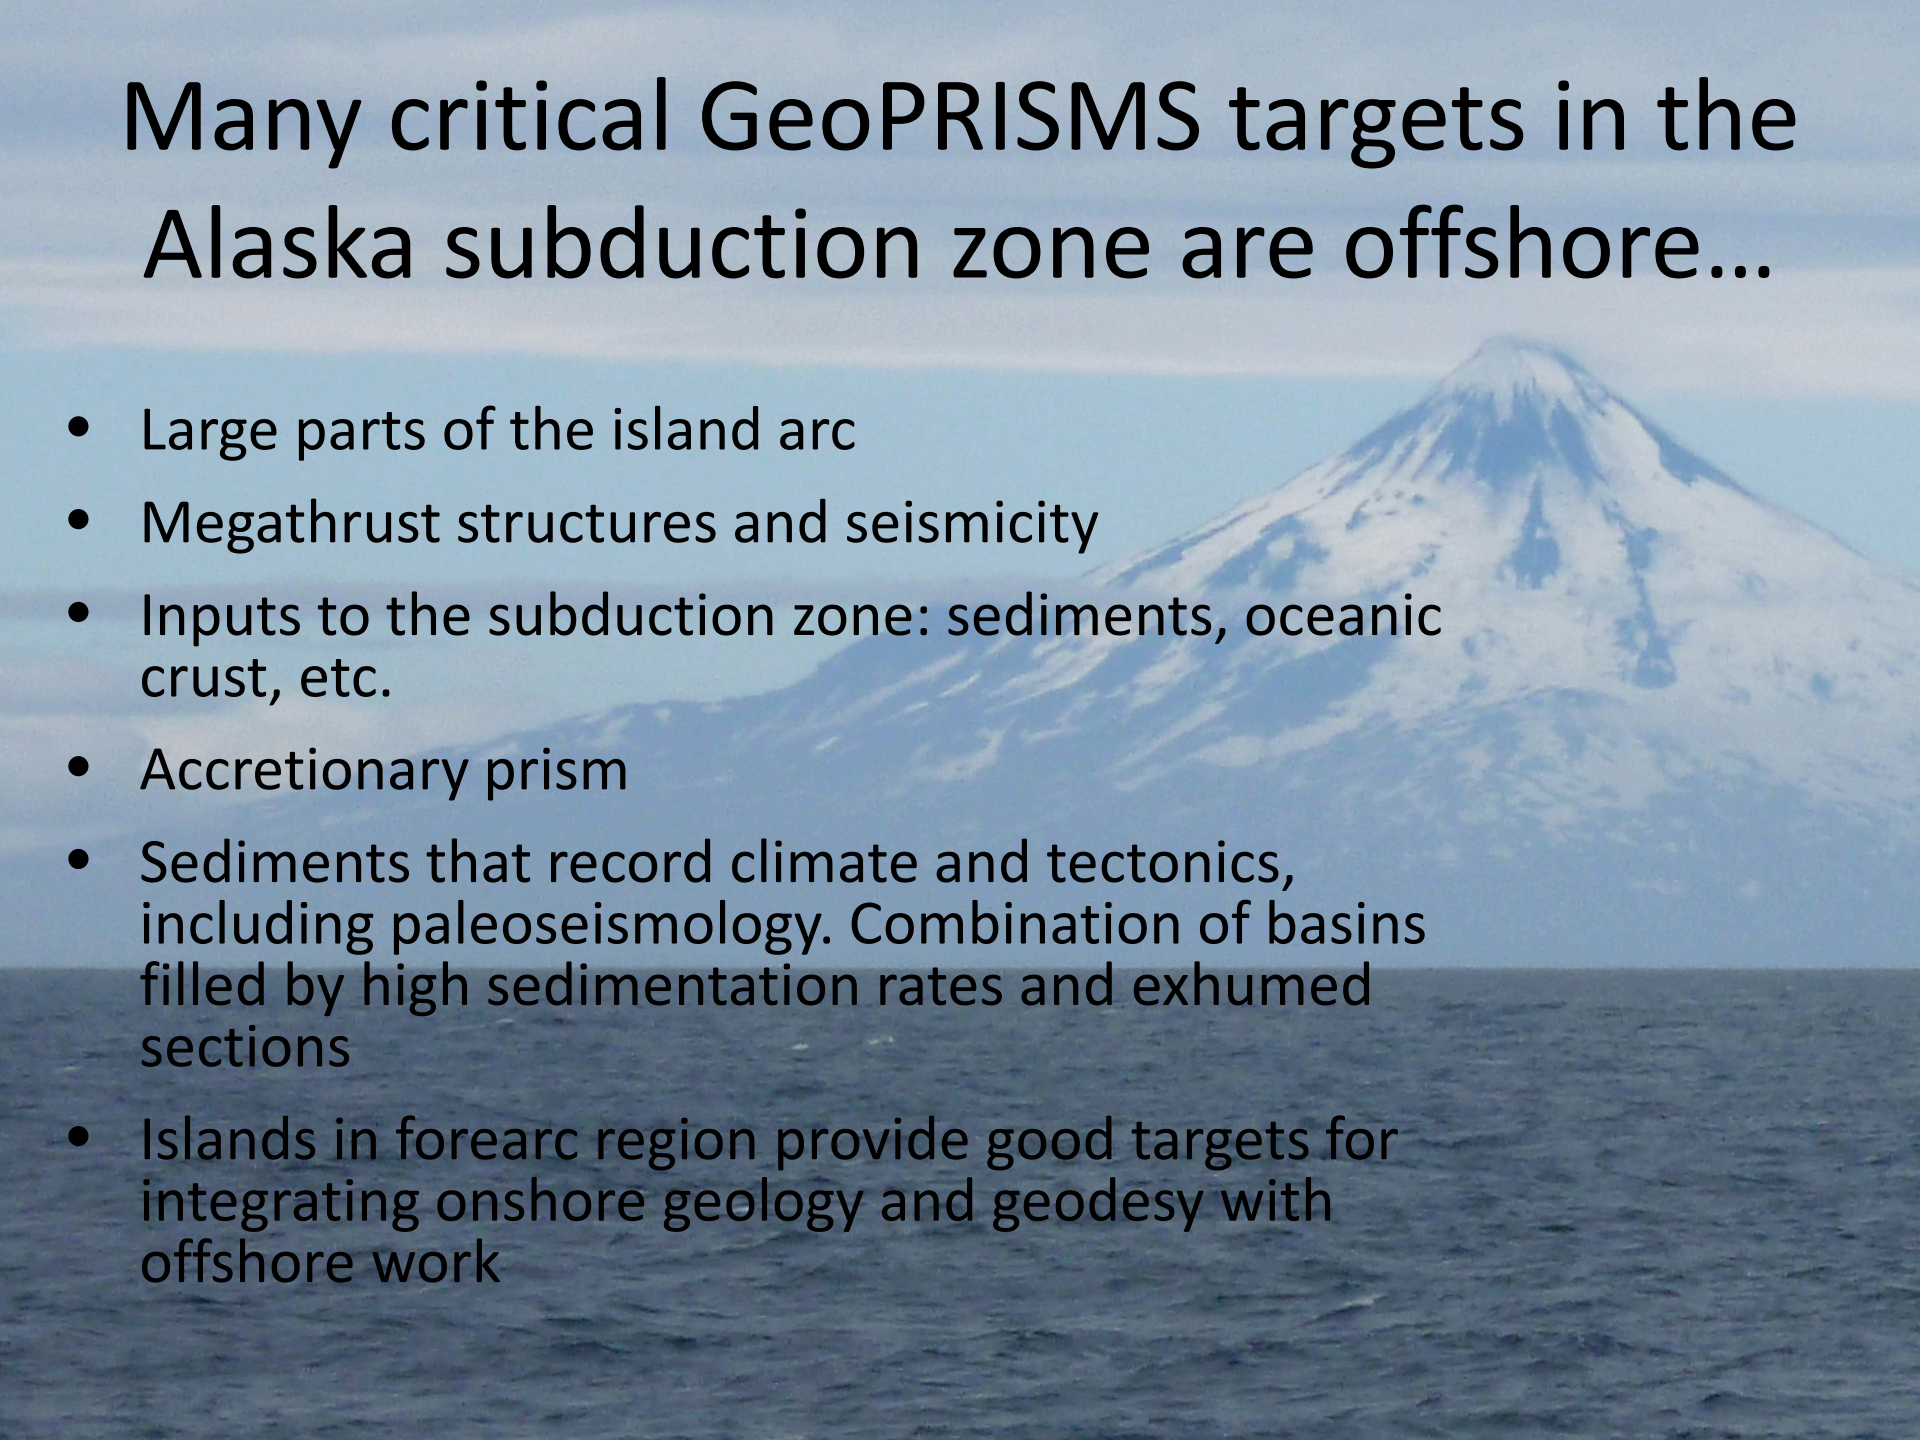 Many critical GeoPRISMS targets in the
Alaska subduction zone are offshore…
• Large parts of the island arc
• Megathrust structures and seismicity
• Inputs to the subduction zone: sediments, oceanic
crust, etc.
• Accretionary prism
• Sediments that record climate and tectonics,
including paleoseismology. Combination of basins
filled by high sedimentation rates and exhumed
sections
• Islands in forearc region provide good targets for
integrating onshore geology and geodesy with
offshore work